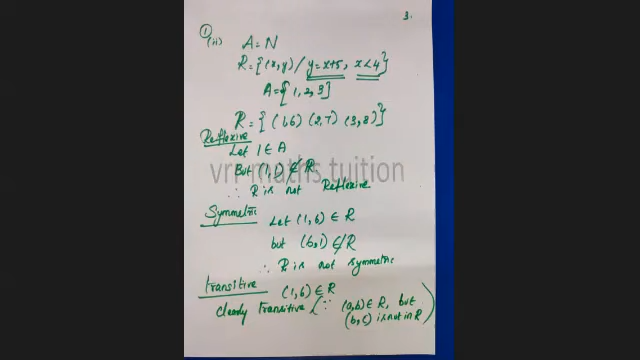 3.
①
(ii) A = N
R = {(x, y) / y = x+5, x < 4}
A = {1, 2, 3}
R = {(1,6) (2,7) (3,8)}
Reflexive
Let 1 ∈ A
But (1,1) ∉ R
vrr maths tuition
∴ R is not Reflexive
Symmetric Let (1,6) ∈ R
but (6,1) ∉ R
∴ R is not symmetric
transitive (1,6) ∈ R
clearly transitive (∵ (a,b) ∈ R, but
(b,c) is not in R)